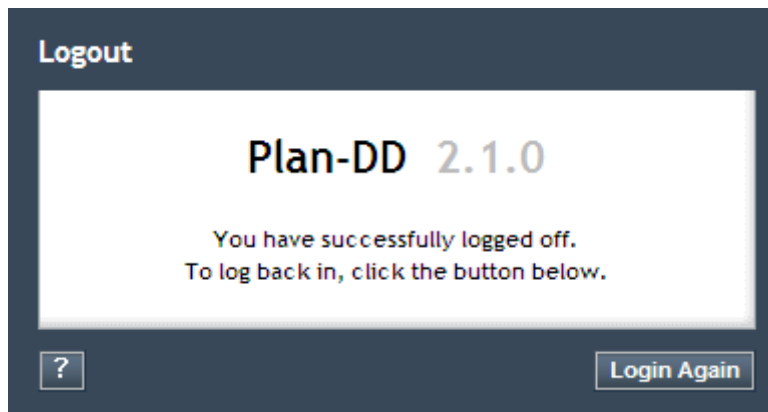 Logout
Plan-DD 2.1.0
You have successfully logged off.
To log back in, click the button below.
?
Login Again